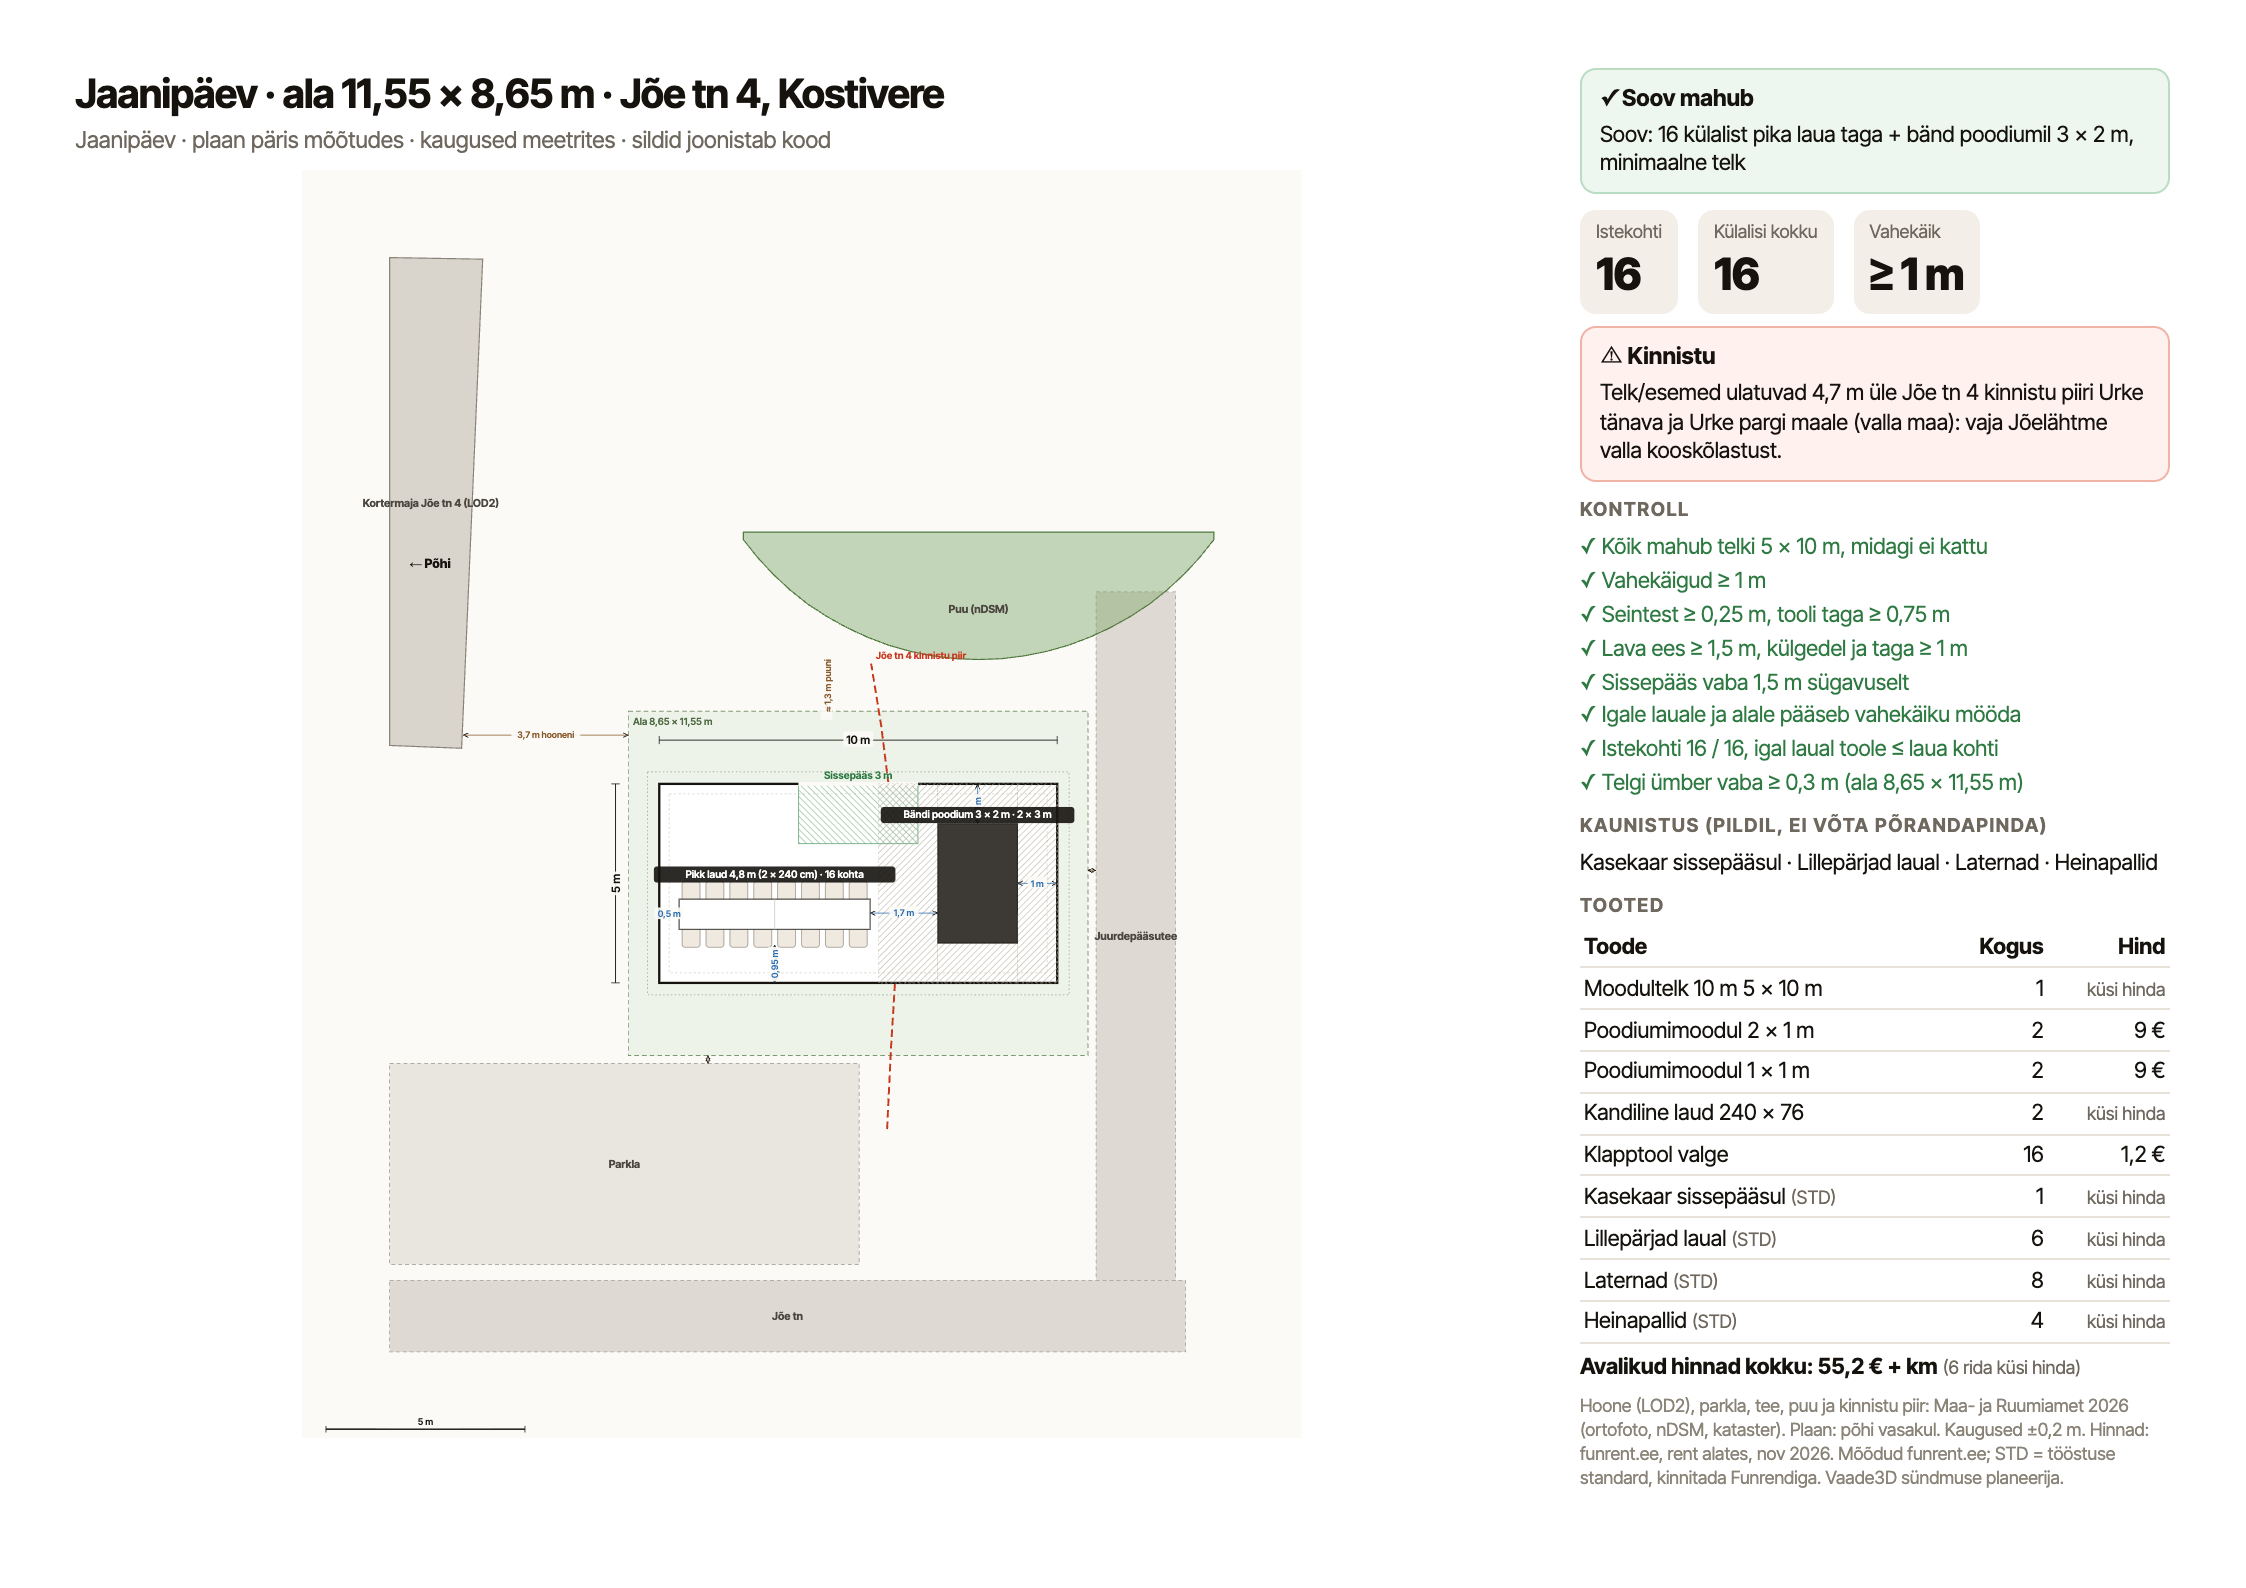 Jaanipäev · ala 11,55 × 8,65 m · Jõe tn 4, Kostivere
Jaanipäev · plaan päris mõõtudes · kaugused meetrites · sildid joonistab kood
Kortermaja Jõe tn 4 (LOD2)
← Põhi
Puu (nDSM)
Jõe tn 4 kinnistu piir
≈ 1,3 m puuni
Ala 8,65 × 11,55 m
3,7 m hooneni
10 m
Sissepääs 3 m
m
Bändi poodium 3 × 2 m · 2 × 3 m
Pikk laud 4,8 m (2 × 240 cm) · 16 kohta
5 m
1 m
0,5 m
1,7 m
0,95 m
Juurdepääsutee
Parkla
Jõe tn
5 m
✓ Soov mahub
Soov: 16 külalist pika laua taga + bänd poodiumil 3 × 2 m,
minimaalne telk
Istekohti
16
Külalisi kokku
16
Vahekäik
≥ 1 m
⚠ Kinnistu
Telk/esemed ulatuvad 4,7 m üle Jõe tn 4 kinnistu piiri Urke
tänava ja Urke pargi maale (valla maa): vaja Jõelähtme
valla kooskõlastust.
KONTROLL
✓ Kõik mahub telki 5 × 10 m, midagi ei kattu
✓ Vahekäigud ≥ 1 m
✓ Seintest ≥ 0,25 m, tooli taga ≥ 0,75 m
✓ Lava ees ≥ 1,5 m, külgedel ja taga ≥ 1 m
✓ Sissepääs vaba 1,5 m sügavuselt
✓ Igale lauale ja alale pääseb vahekäiku mööda
✓ Istekohti 16 / 16, igal laual toole ≤ laua kohti
✓ Telgi ümber vaba ≥ 0,3 m (ala 8,65 × 11,55 m)
KAUNISTUS (PILDIL, EI VÕTA PÕRANDAPINDA)
Kasekaar sissepääsul · Lillepärjad laual · Laternad · Heinapallid
TOOTED
Toode Kogus Hind
Moodultelk 10 m 5 × 10 m 1 küsi hinda
Poodiumimoodul 2 × 1 m 2 9 €
Poodiumimoodul 1 × 1 m 2 9 €
Kandiline laud 240 × 76 2 küsi hinda
Klapptool valge 16 1,2 €
Kasekaar sissepääsul (STD) 1 küsi hinda
Lillepärjad laual (STD) 6 küsi hinda
Laternad (STD) 8 küsi hinda
Heinapallid (STD) 4 küsi hinda
Avalikud hinnad kokku: 55,2 € + km (6 rida küsi hinda)
Hoone (LOD2), parkla, tee, puu ja kinnistu piir: Maa- ja Ruumiamet 2026
(ortofoto, nDSM, kataster). Plaan: põhi vasakul. Kaugused ±0,2 m. Hinnad:
funrent.ee, rent alates, nov 2026. Mõõdud funrent.ee; STD = tööstuse
standard, kinnitada Funrendiga. Vaade3D sündmuse planeerija.